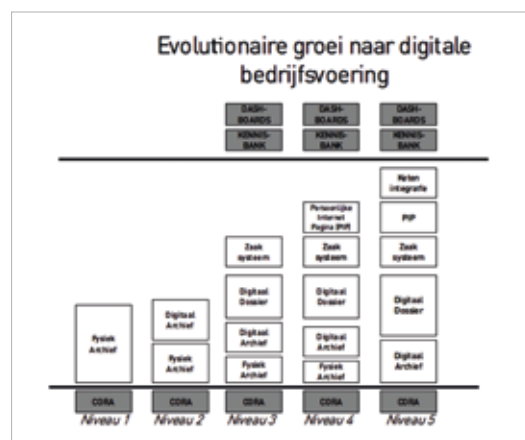 Evolutionaire groei naar digitale
bedrijfsvoering
DASH-
BOARDS
DASH-
BOARDS
DASH-
BOARDS
KENNIS-
BANK
KENNIS-
BANK
KENNIS-
BANK
Keten
integratie
Persoonlijke
Internet
Pagina (PIP)
PIP
Zaak
systeem
Zaak
systeem
Zaak
systeem
Digitaal
Dossier
Digitaal
Dossier
Digitaal
Dossier
Digitaal
Archief
Fysiek
Archief
Digitaal
Archief
Digitaal
Archief
Digitaal
Archief
Fysiek
Archief
Fysiek
Archief
Fysiek
Archief
CORA
CORA
CORA
CORA
CORA
Niveau 1
Niveau 2
Niveau 3
Niveau 4
Niveau 5